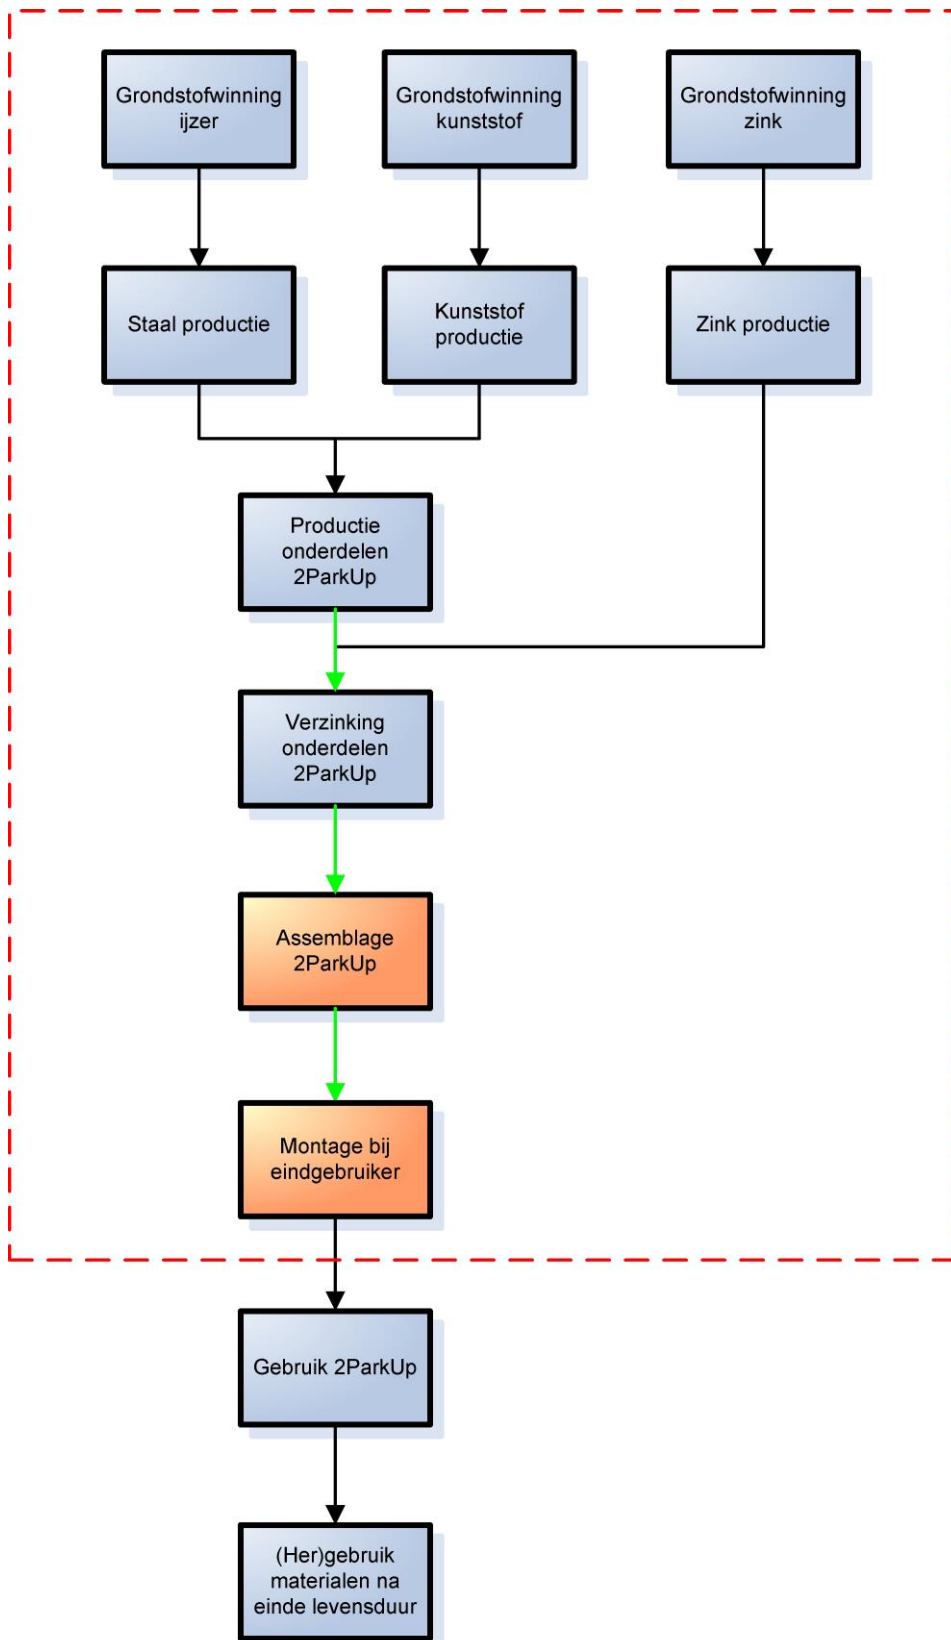 Grondstofwinning
ijzer
Grondstofwinning
kunststof
Grondstofwinning
zink
Staal productie
Kunststof
productie
Zink productie
Productie
onderdelen
2ParkUp
Verzinking
onderdelen
2ParkUp
Assemblage
2ParkUp
Montage bij
eindgebruiker
Gebruik 2ParkUp
(Her)gebruik
materialen na
einde levensduur